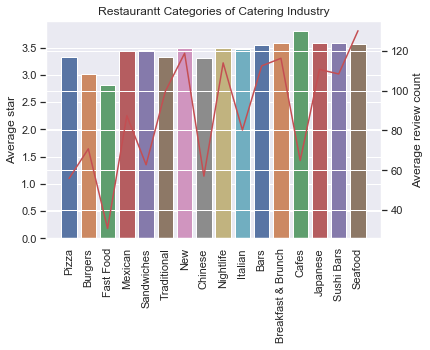 Restaurantt Categories of Catering Industry
Average star
3.5
3.0
2.5
2.0
1.5
1.0
0.5
0.0
120
100
80
60
40
Average review count
Pizza
Burgers
Fast Food
Mexican
Sandwiches
Traditional
New
Chinese
Nightlife
Italian
Bars
Breakfast & Brunch
Cafes
Japanese
Sushi Bars
Seafood